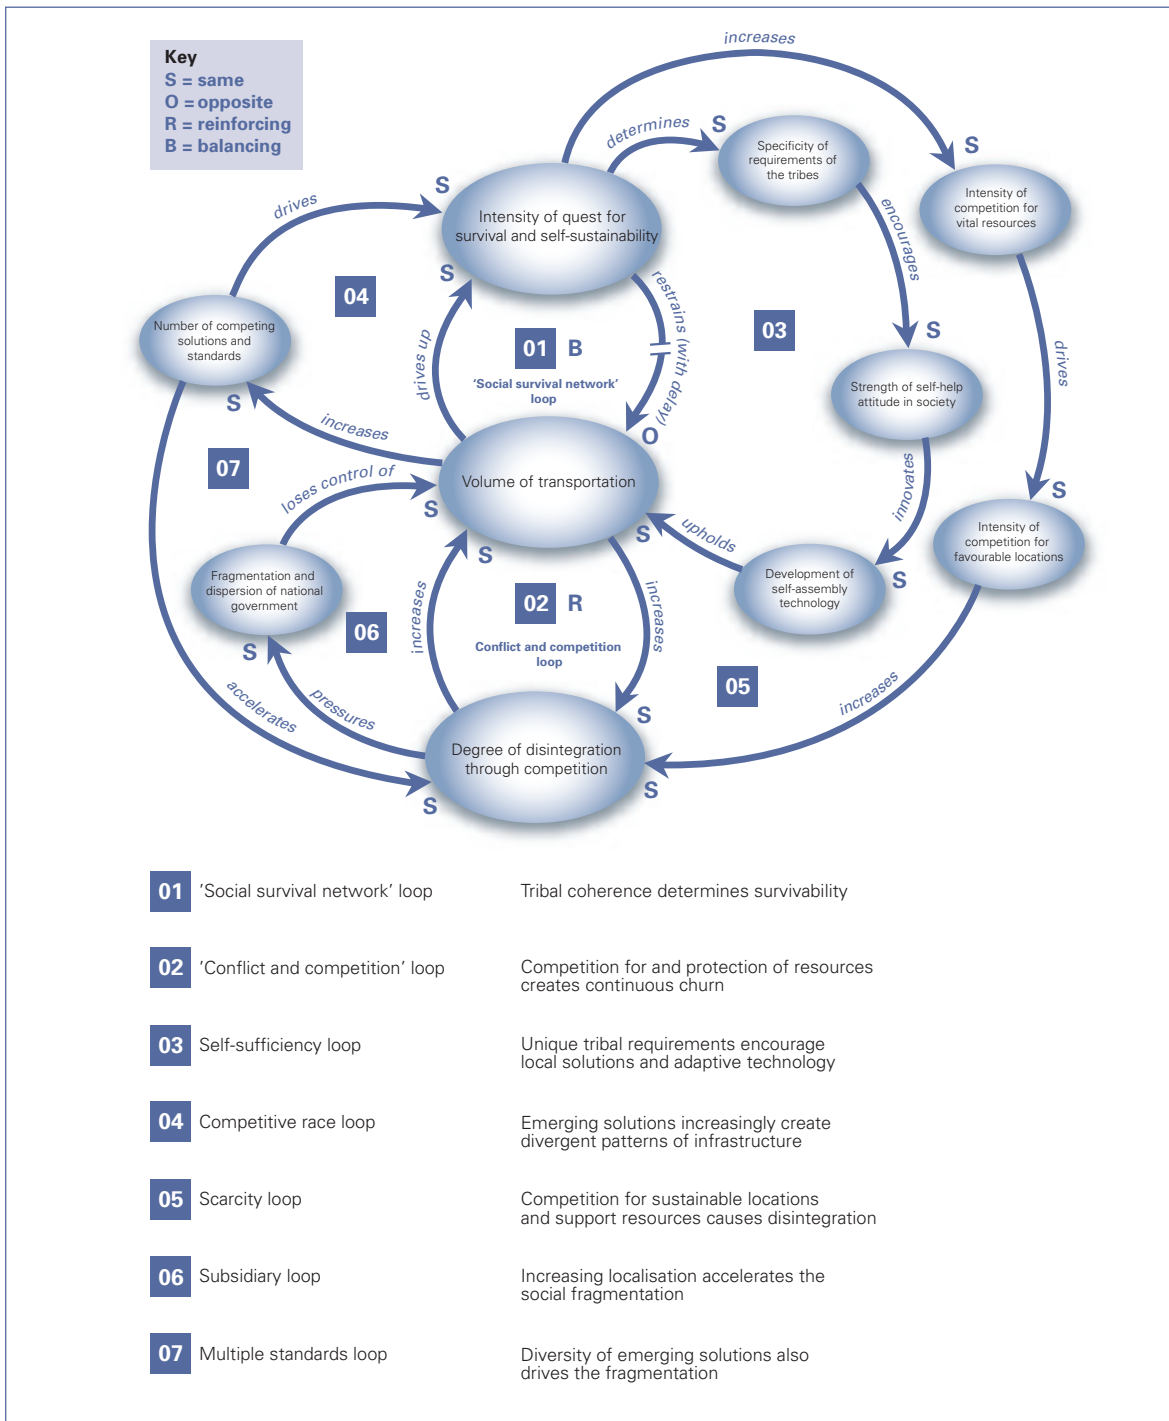 Key
S = same
O = opposite
R = reinforcing
B = balancing
increases
determines
S
Specificity of
requirements of
the tribes
S
Intensity of
competition for
vital resources
drives
S
Intensity of quest for
survival and self-sustainability
S
encourages
restrains (with delay)
04
01 B
'Social survival network'
loop
03
drives up
Number of competing
solutions and
standards
S
S
Strength of self-help
attitude in society
drives
increases
O
07
loses control of
Volume of transportation
S
S
S
upholds
innovates
S
Intensity of
competition for
favourable locations
Fragmentation and
dispersion of national
government
S
06
increases
02 R
Conflict and competition
loop
increases
Development of
self-assembly
technology
S
05
increases
accelerates
pressures
S
Degree of disintegration
through competition
S
S
01 'Social survival network' loop
Tribal coherence determines survivability
02 'Conflict and competition' loop
Competition for and protection of resources
creates continuous churn
03 Self-sufficiency loop
Unique tribal requirements encourage
local solutions and adaptive technology
04 Competitive race loop
Emerging solutions increasingly create
divergent patterns of infrastructure
05 Scarcity loop
Competition for sustainable locations
and support resources causes disintegration
06 Subsidiary loop
Increasing localisation accelerates the
social fragmentation
07 Multiple standards loop
Diversity of emerging solutions also
drives the fragmentation